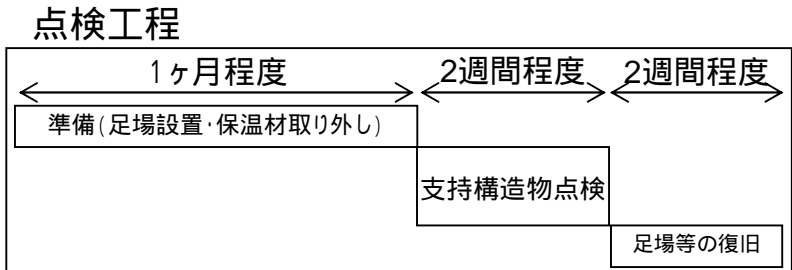 点検工程
1ヶ月程度 2週間程度 2週間程度
準備(足場設置・保温材取り外し)
支持構造物点検
足場等の復旧